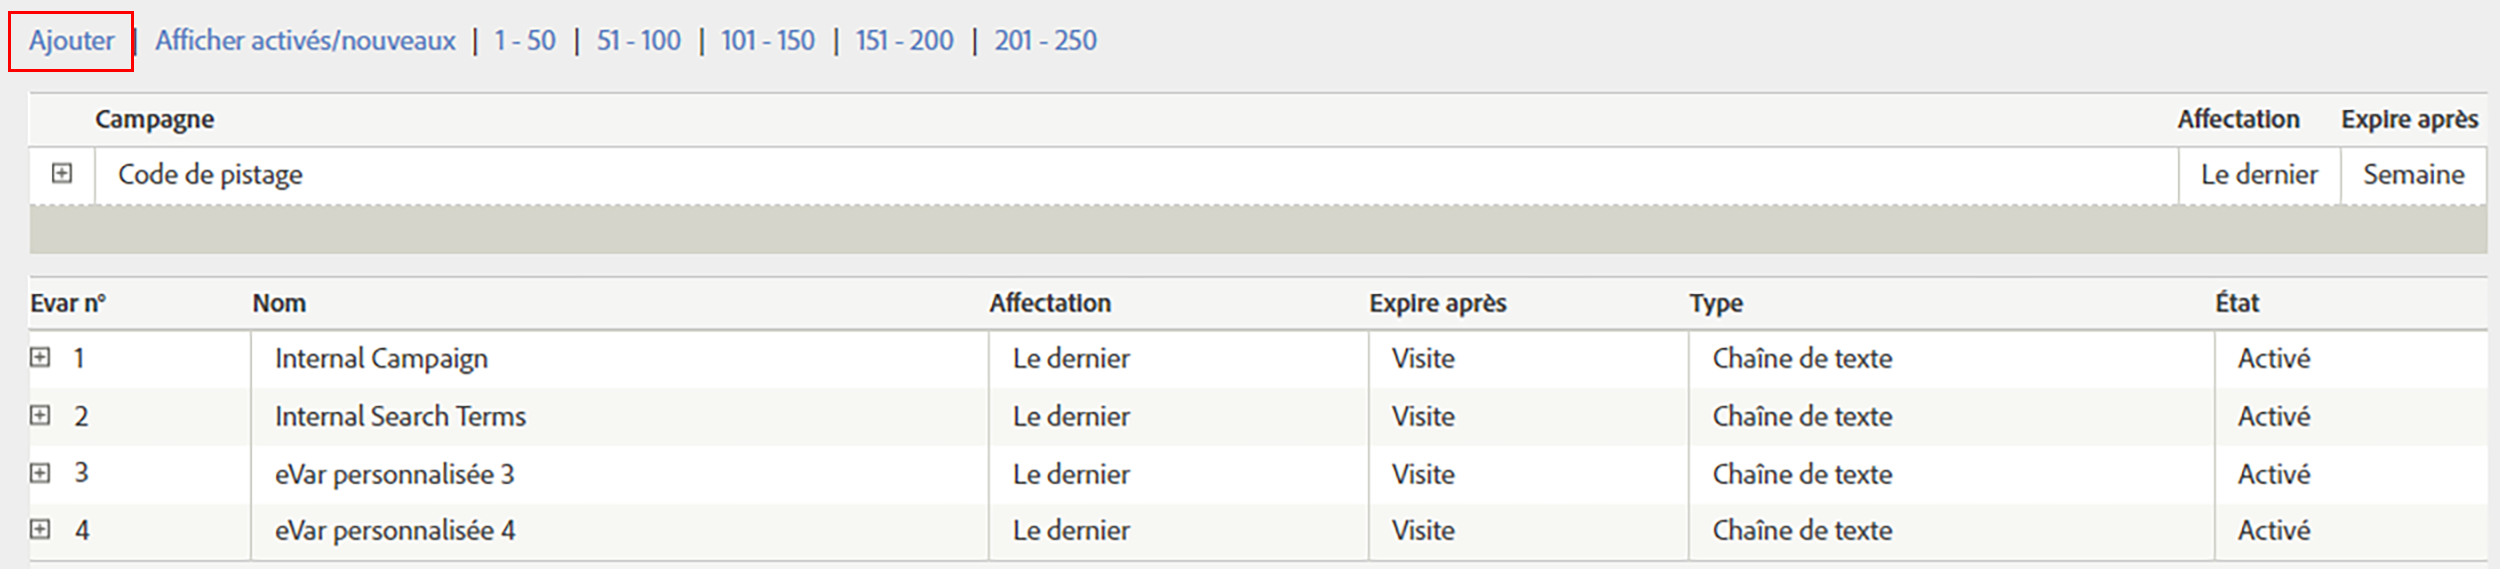 Ajouter | Afficher activés/nouveaux | 1 - 50 | 51 - 100 | 101 - 150 | 151 - 200 | 201 - 250
Campagne Affectation Expire après
Code de pistage Le dernier Semaine
Evar n° Nom Affectation Expire après Type État
1 Internal Campaign Le dernier Visite Chaîne de texte Activé
2 Internal Search Terms Le dernier Visite Chaîne de texte Activé
3 eVar personnalisée 3 Le dernier Visite Chaîne de texte Activé
4 eVar personnalisée 4 Le dernier Visite Chaîne de texte Activé